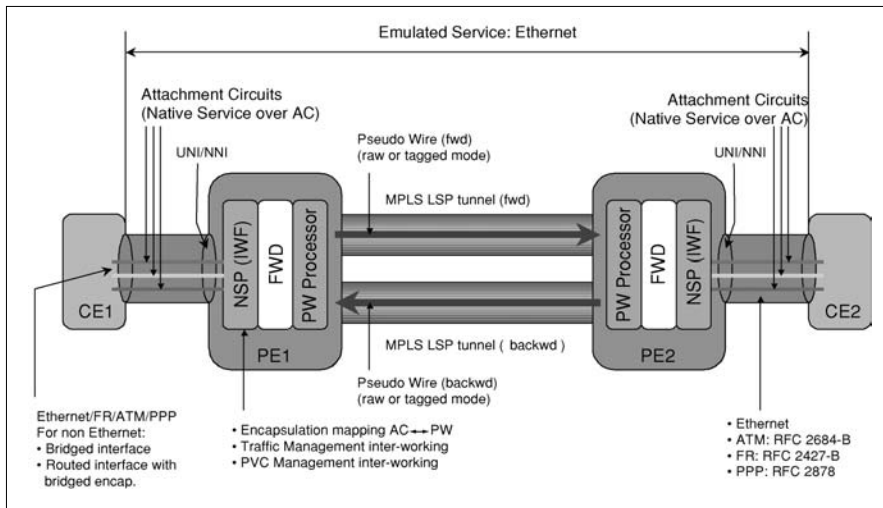 Emulated Service: Ethernet
Attachment Circuits
(Native Service over AC)
Attachment Circuits
(Native Service over AC)
UNI/NNI
Pseudo Wire (fwd)
(raw or tagged mode)
UNI/NNI
MPLS LSP tunnel (fwd)
CE1
NSP (IWF)
FWD
PW Processor
PE1
PW Processor
FWD
NSP (IWF)
PE2
CE2
MPLS LSP tunnel ( backwd )
Pseudo Wire (backwd)
(raw or tagged mode)
Ethernet/FR/ATM/PPP
For non Ethernet:
• Bridged interface
• Routed interface with
bridged encap.
• Encapsulation mapping AC ↔ PW
• Traffic Management inter-working
• PVC Management inter-working
• Ethernet
• ATM: RFC 2684-B
• FR: RFC 2427-B
• PPP: RFC 2878